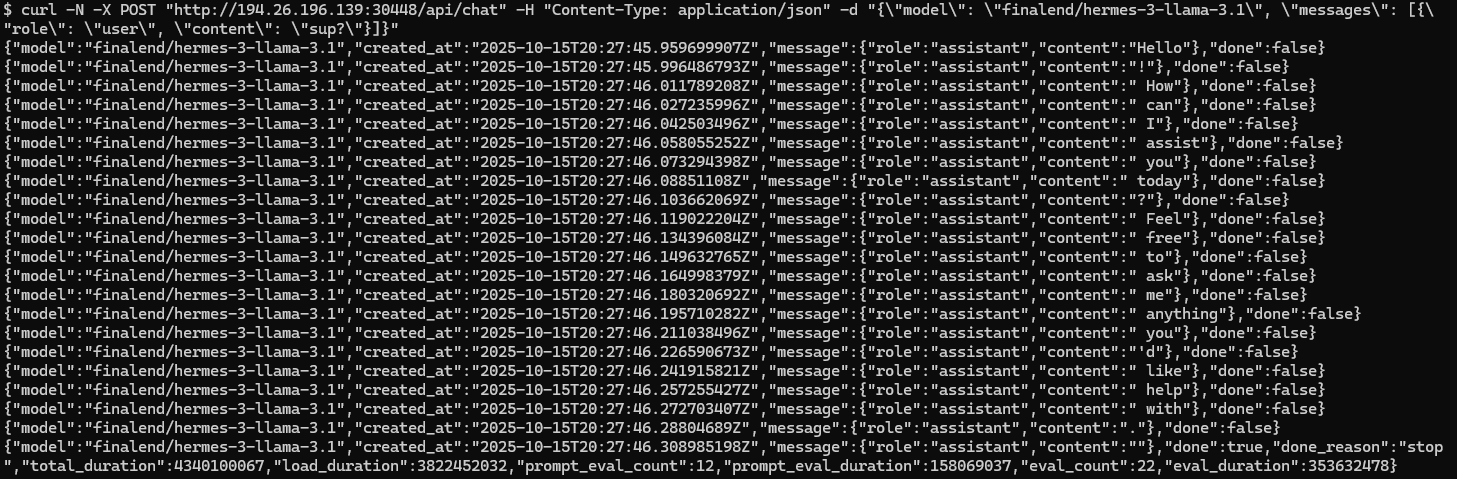 $ curl -N -X POST "http://194.26.196.139:30448/api/chat" -H "Content-Type: application/json" -d "{\"model\": \"finalend/hermes-3-llama-3.1\", \"messages\": [{\
"role\": \"user\", \"content\": \"sup?\"}]}"
{"model":"finalend/hermes-3-llama-3.1","created_at":"2025-10-15T20:27:45.959699907Z","message":{"role":"assistant","content":"Hello"},"done":false}
{"model":"finalend/hermes-3-llama-3.1","created_at":"2025-10-15T20:27:45.996486793Z","message":{"role":"assistant","content":"!"},"done":false}
{"model":"finalend/hermes-3-llama-3.1","created_at":"2025-10-15T20:27:46.011789208Z","message":{"role":"assistant","content":" How"},"done":false}
{"model":"finalend/hermes-3-llama-3.1","created_at":"2025-10-15T20:27:46.027235996Z","message":{"role":"assistant","content":" can"},"done":false}
{"model":"finalend/hermes-3-llama-3.1","created_at":"2025-10-15T20:27:46.042503496Z","message":{"role":"assistant","content":" I"},"done":false}
{"model":"finalend/hermes-3-llama-3.1","created_at":"2025-10-15T20:27:46.058055252Z","message":{"role":"assistant","content":" assist"},"done":false}
{"model":"finalend/hermes-3-llama-3.1","created_at":"2025-10-15T20:27:46.073294398Z","message":{"role":"assistant","content":" you"},"done":false}
{"model":"finalend/hermes-3-llama-3.1","created_at":"2025-10-15T20:27:46.08851108Z","message":{"role":"assistant","content":" today"},"done":false}
{"model":"finalend/hermes-3-llama-3.1","created_at":"2025-10-15T20:27:46.103662069Z","message":{"role":"assistant","content":"?"},"done":false}
{"model":"finalend/hermes-3-llama-3.1","created_at":"2025-10-15T20:27:46.119022204Z","message":{"role":"assistant","content":" Feel"},"done":false}
{"model":"finalend/hermes-3-llama-3.1","created_at":"2025-10-15T20:27:46.134396084Z","message":{"role":"assistant","content":" free"},"done":false}
{"model":"finalend/hermes-3-llama-3.1","created_at":"2025-10-15T20:27:46.149632765Z","message":{"role":"assistant","content":" to"},"done":false}
{"model":"finalend/hermes-3-llama-3.1","created_at":"2025-10-15T20:27:46.164998379Z","message":{"role":"assistant","content":" ask"},"done":false}
{"model":"finalend/hermes-3-llama-3.1","created_at":"2025-10-15T20:27:46.180320692Z","message":{"role":"assistant","content":" me"},"done":false}
{"model":"finalend/hermes-3-llama-3.1","created_at":"2025-10-15T20:27:46.195710282Z","message":{"role":"assistant","content":" anything"},"done":false}
{"model":"finalend/hermes-3-llama-3.1","created_at":"2025-10-15T20:27:46.211038496Z","message":{"role":"assistant","content":" you"},"done":false}
{"model":"finalend/hermes-3-llama-3.1","created_at":"2025-10-15T20:27:46.226590673Z","message":{"role":"assistant","content":"'d"},"done":false}
{"model":"finalend/hermes-3-llama-3.1","created_at":"2025-10-15T20:27:46.241915821Z","message":{"role":"assistant","content":" like"},"done":false}
{"model":"finalend/hermes-3-llama-3.1","created_at":"2025-10-15T20:27:46.257255427Z","message":{"role":"assistant","content":" help"},"done":false}
{"model":"finalend/hermes-3-llama-3.1","created_at":"2025-10-15T20:27:46.272703407Z","message":{"role":"assistant","content":" with"},"done":false}
{"model":"finalend/hermes-3-llama-3.1","created_at":"2025-10-15T20:27:46.28804689Z","message":{"role":"assistant","content":"."},"done":false}
{"model":"finalend/hermes-3-llama-3.1","created_at":"2025-10-15T20:27:46.308985198Z","message":{"role":"assistant","content":""},"done":true,"done_reason":"stop
","total_duration":4340100067,"load_duration":3822452032,"prompt_eval_count":12,"prompt_eval_duration":158069037,"eval_count":22,"eval_duration":353632478}